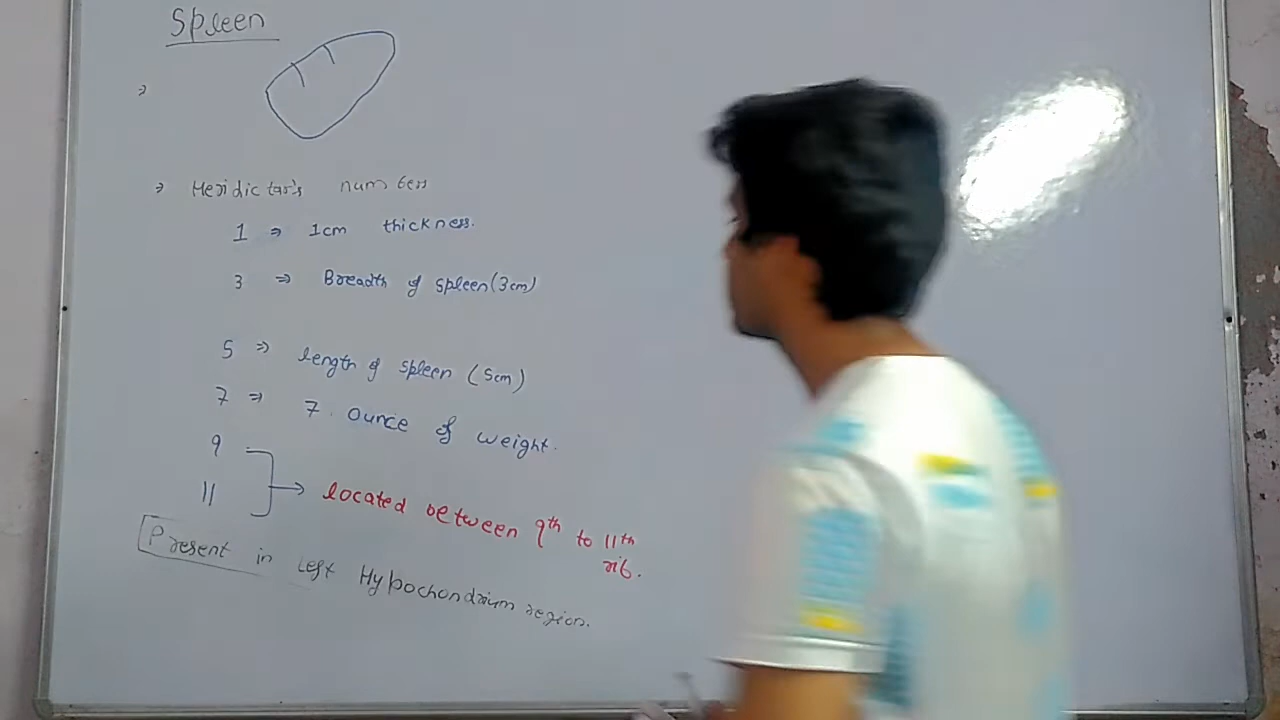 Spleen
⇒
⇒ Heridictar's numbers
1 ⇒ 1cm thickness.
3 ⇒ Breadth of spleen (3cm)
5 ⇒ length of spleen (5cm)
7 ⇒ 7. ounce of weight.
9
11 → located between 9th to 11th
rib.
Present in Left Hypochondrium region.